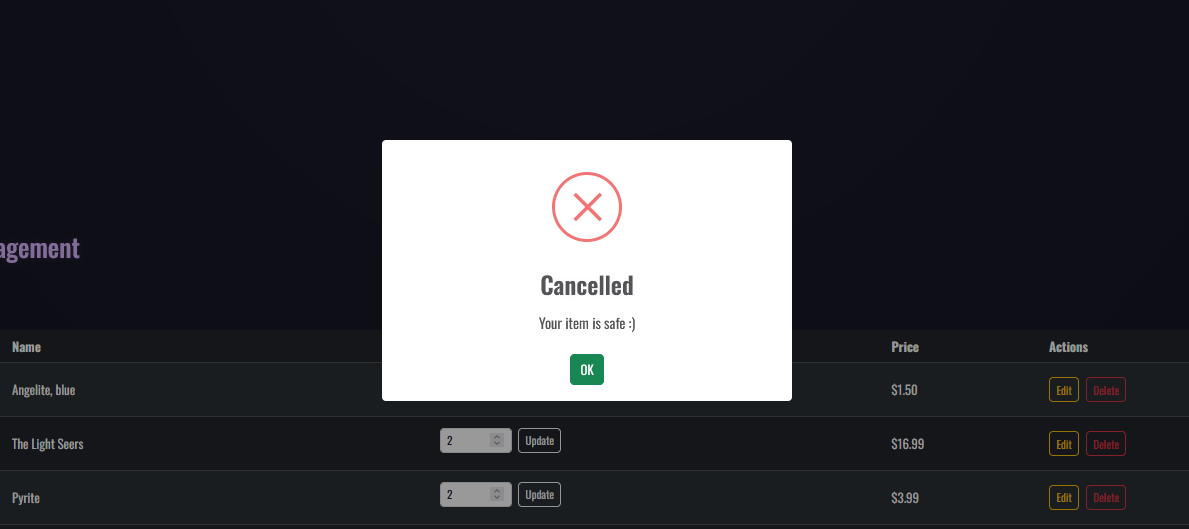 agement
Cancelled
Your item is safe :)
OK
Name Price Actions
Angelite, blue $1.50 Edit Delete
The Light Seers 2 Update $16.99 Edit Delete
Pyrite 2 Update $3.99 Edit Delete